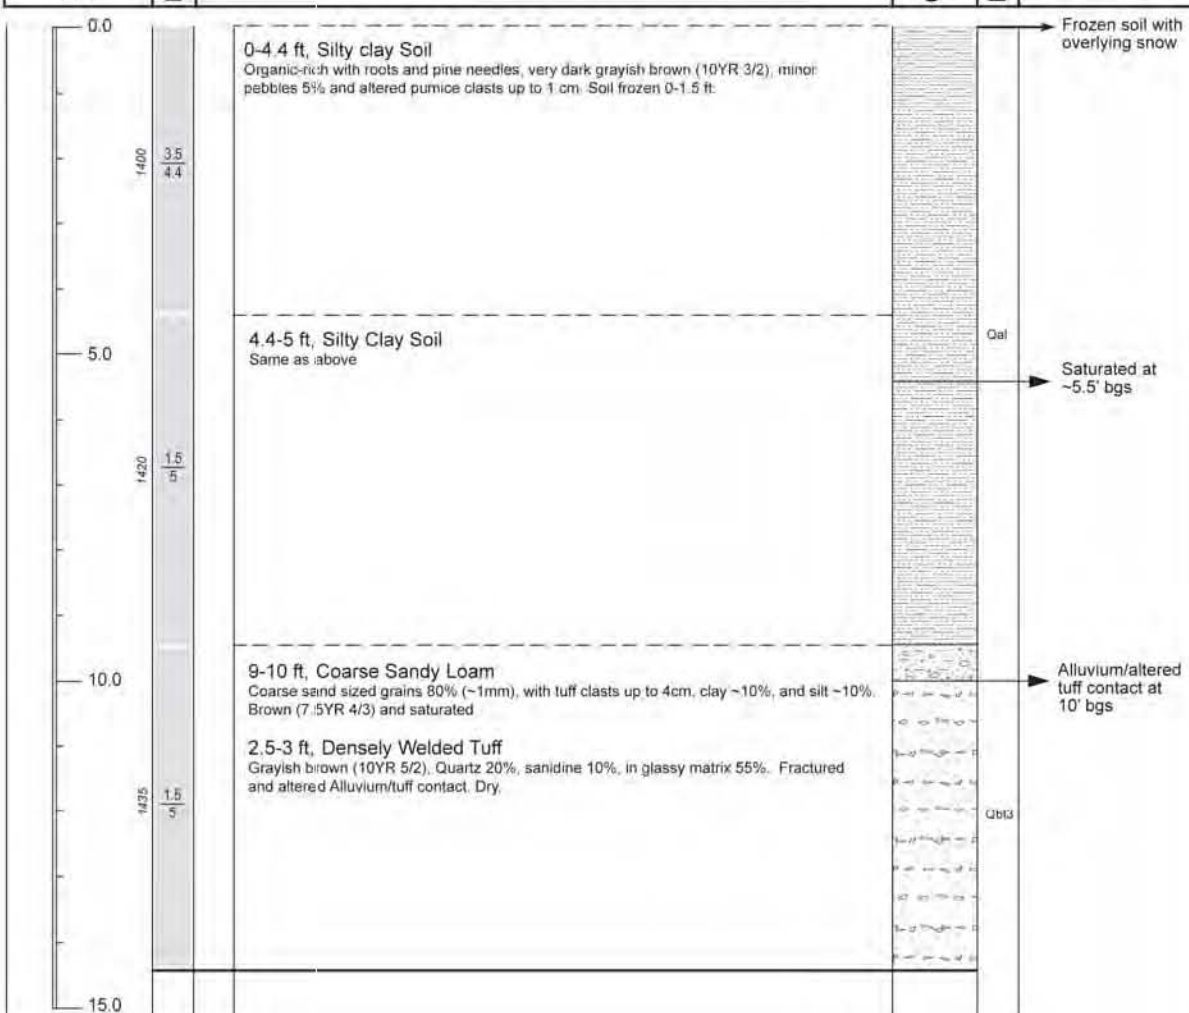 0.0
Frozen soil with
overlying snow
0-4.4 ft, Silty clay Soil
Organic-rich with roots and pine needles, very dark grayish brown (10YR 3/2), minor
pebbles 5% and altered pumice clasts up to 1 cm. Soil frozen 0-1.5 ft.
1400
3.5
4.4
4.4-5 ft, Silty Clay Soil
Same as above
Qal
5.0
Saturated at
~5.5' bgs
1420
1.5
5
9-10 ft, Coarse Sandy Loam
Coarse sand sized grains 80% (~1mm), with tuff clasts up to 4cm, clay ~10%, and silt ~10%.
Brown (7.5YR 4/3) and saturated
10.0
Alluvium/altered
tuff contact at
10' bgs
2.5-3 ft, Densely Welded Tuff
Grayish brown (10YR 5/2), Quartz 20%, sanidine 10%, in glassy matrix 55%. Fractured
and altered Alluvium/tuff contact. Dry.
1435
1.5
5
Qbt3
15.0